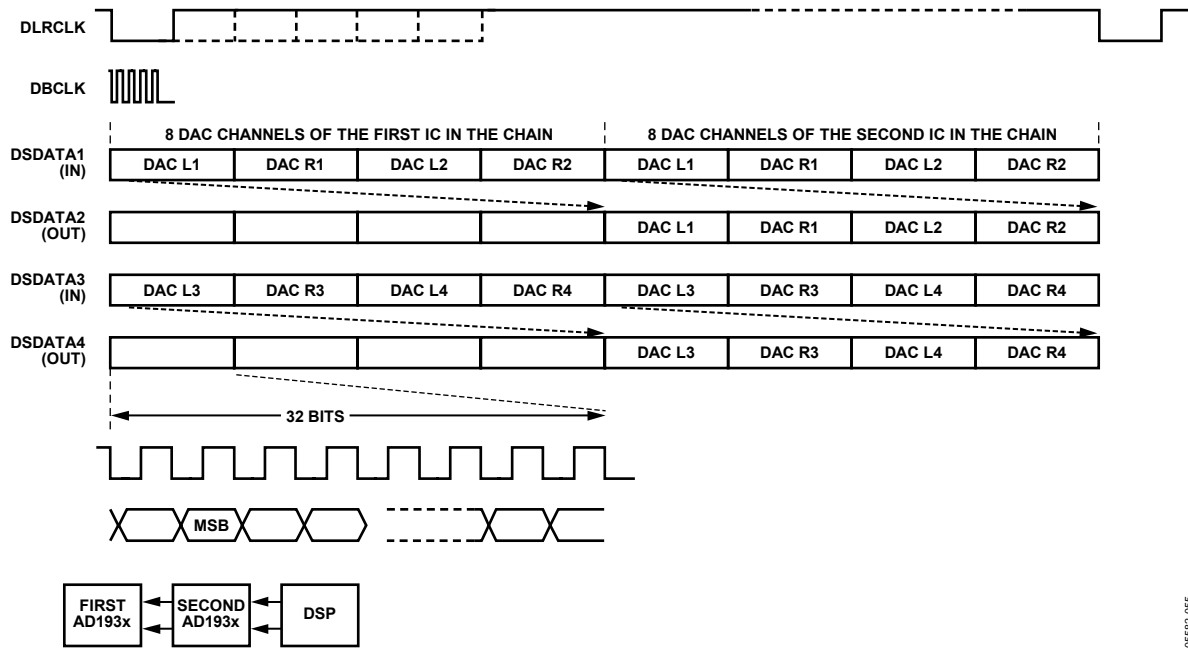 DLRCLK
DBCLK
8 DAC CHANNELS OF THE FIRST IC IN THE CHAIN 8 DAC CHANNELS OF THE SECOND IC IN THE CHAIN
DSDATA1
(IN)
DAC L1 DAC R1 DAC L2 DAC R2 DAC L1 DAC R1 DAC L2 DAC R2
DSDATA2
(OUT)
DAC L1 DAC R1 DAC L2 DAC R2
DSDATA3
(IN)
DAC L3 DAC R3 DAC L4 DAC R4 DAC L3 DAC R3 DAC L4 DAC R4
DSDATA4
(OUT)
DAC L3 DAC R3 DAC L4 DAC R4
32 BITS
MSB
FIRST
AD193x
SECOND
AD193x
DSP
05582-055